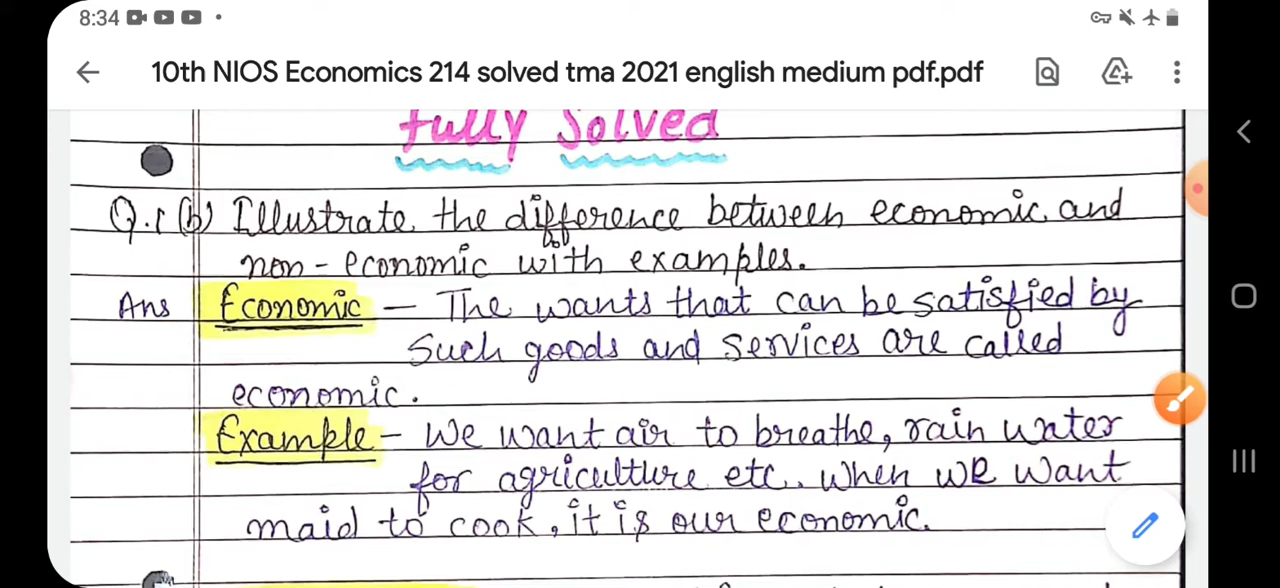 8:34
10th NIOS Economics 214 solved tma 2021 english medium pdf.pdf
Fully Solved
Q.1 (b) Illustrate the difference between economic and
non-economic with examples.
Ans Economic – The wants that can be satisfied by
Such goods and services are called
economic.
Example – We want air to breathe, rain water
for agriculture etc. When we want
maid to cook, it is our economic.